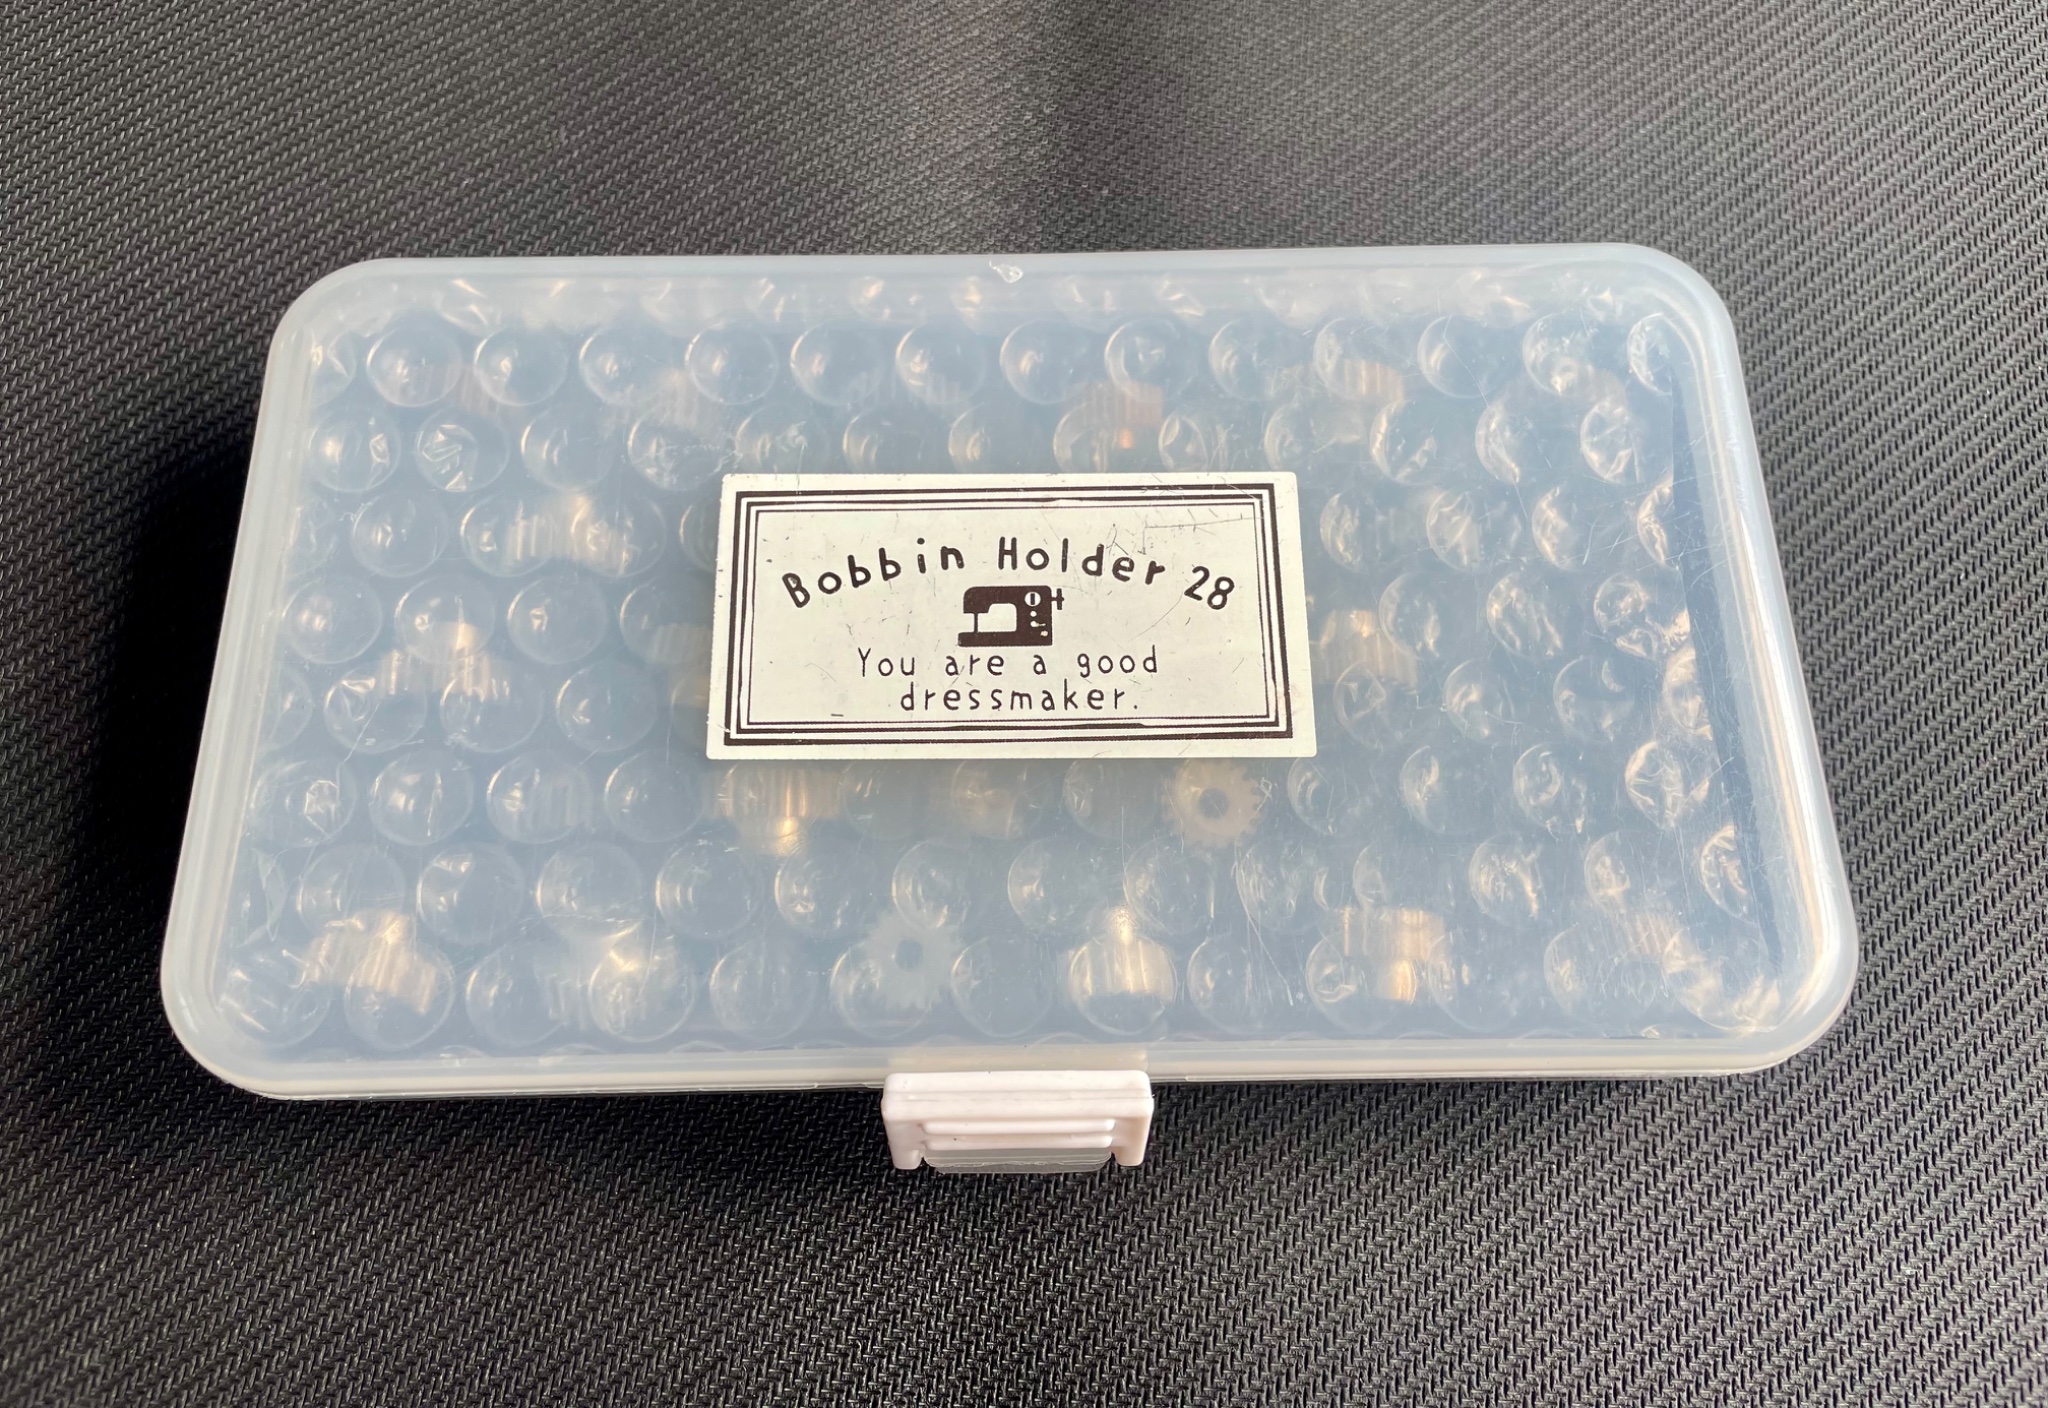 Bobbin Holder 28
You are a good
dressmaker.